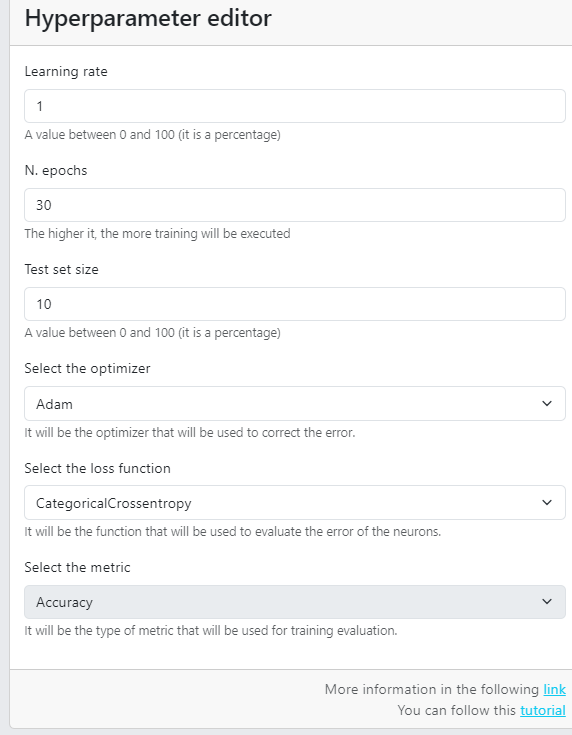 Hyperparameter editor
Learning rate
1
A value between 0 and 100 (it is a percentage)
N. epochs
30
The higher it, the more training will be executed
Test set size
10
A value between 0 and 100 (it is a percentage)
Select the optimizer
Adam
It will be the optimizer that will be used to correct the error.
Select the loss function
CategoricalCrossentropy
It will be the function that will be used to evaluate the error of the neurons.
Select the metric
Accuracy
It will be the type of metric that will be used for training evaluation.
More information in the following link
You can follow this tutorial